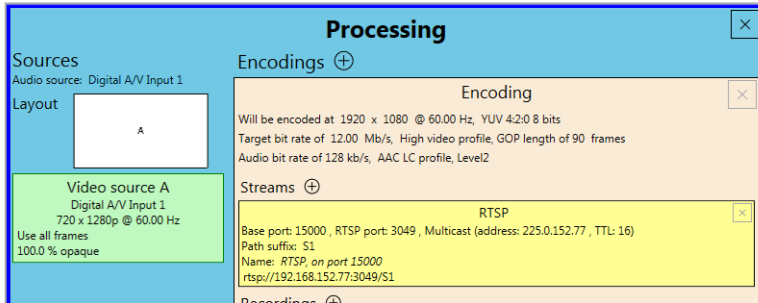 Processing
Sources
Audio source: Digital A/V Input 1
Layout
A
Video source A
Digital A/V Input 1
720 x 1280p @ 60.00 Hz
Use all frames
100.0 % opaque
Encodings
Encoding
Will be encoded at 1920 x 1080 @ 60.00 Hz, YUV 4:2:0 8 bits
Target bit rate of 12.00 Mb/s, High video profile, GOP length of 90 frames
Audio bit rate of 128 kb/s, AAC LC profile, Level2
Streams
RTSP
Base port: 15000 , RTSP port: 3049 , Multicast (address: 225.0.152.77 , TTL: 16)
Path suffix: S1
Name: RTSP, on port 15000
rtsp://192.168.152.77:3049/S1
Recordings